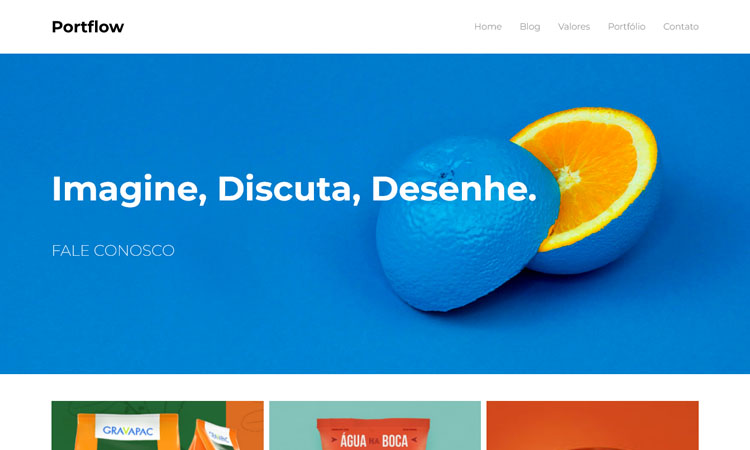 Portflow
Home Blog Valores Portfólio Contato
Imagine, Discuta, Desenhe.
FALE CONOSCO
GRAVAPAC
ÁGUA NA BOCA